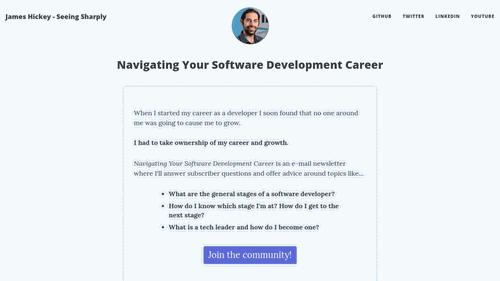 James Hickey - Seeing Sharply
GITHUB TWITTER LINKEDIN YOUTUBE
Navigating Your Software Development Career
When I started my career as a developer I soon found that no one around
me was going to cause me to grow.
I had to take ownership of my career and growth.
Navigating Your Software Development Career is an e-mail newsletter
where I'll answer subscriber questions and offer advice around topics like...
• What are the general stages of a software developer?
• How do I know which stage I'm at? How do I get to the
next stage?
• What is a tech leader and how do I become one?
Join the community!